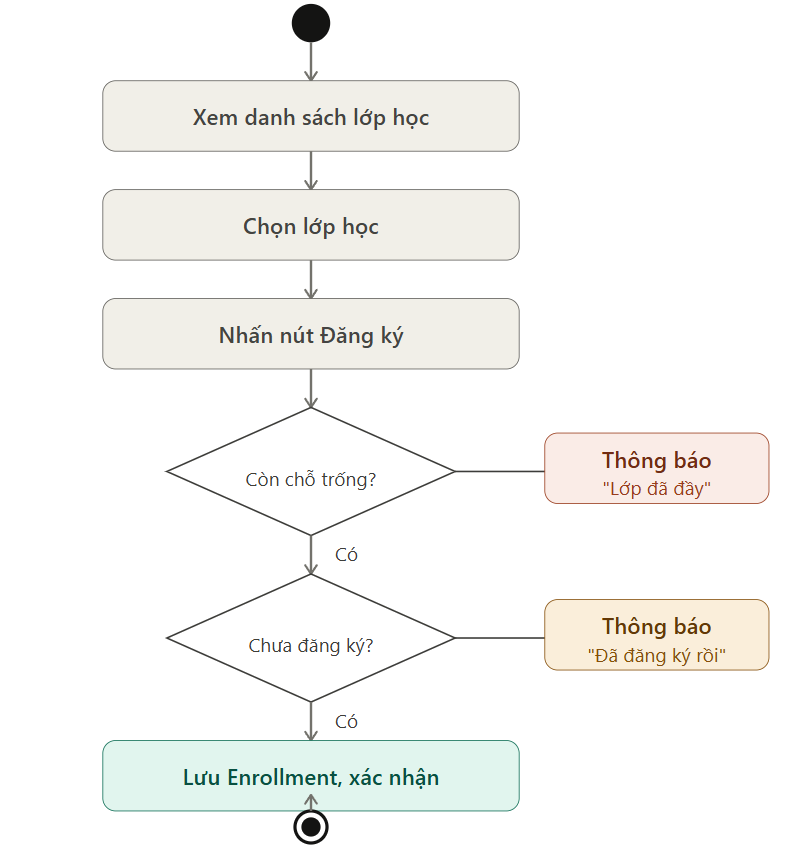 Xem danh sách lớp học
Chọn lớp học
Nhấn nút Đăng ký
Còn chỗ trống?
Thông báo
"Lớp đã đầy"
Có
Chưa đăng ký?
Thông báo
"Đã đăng ký rồi"
Có
Lưu Enrollment, xác nhận